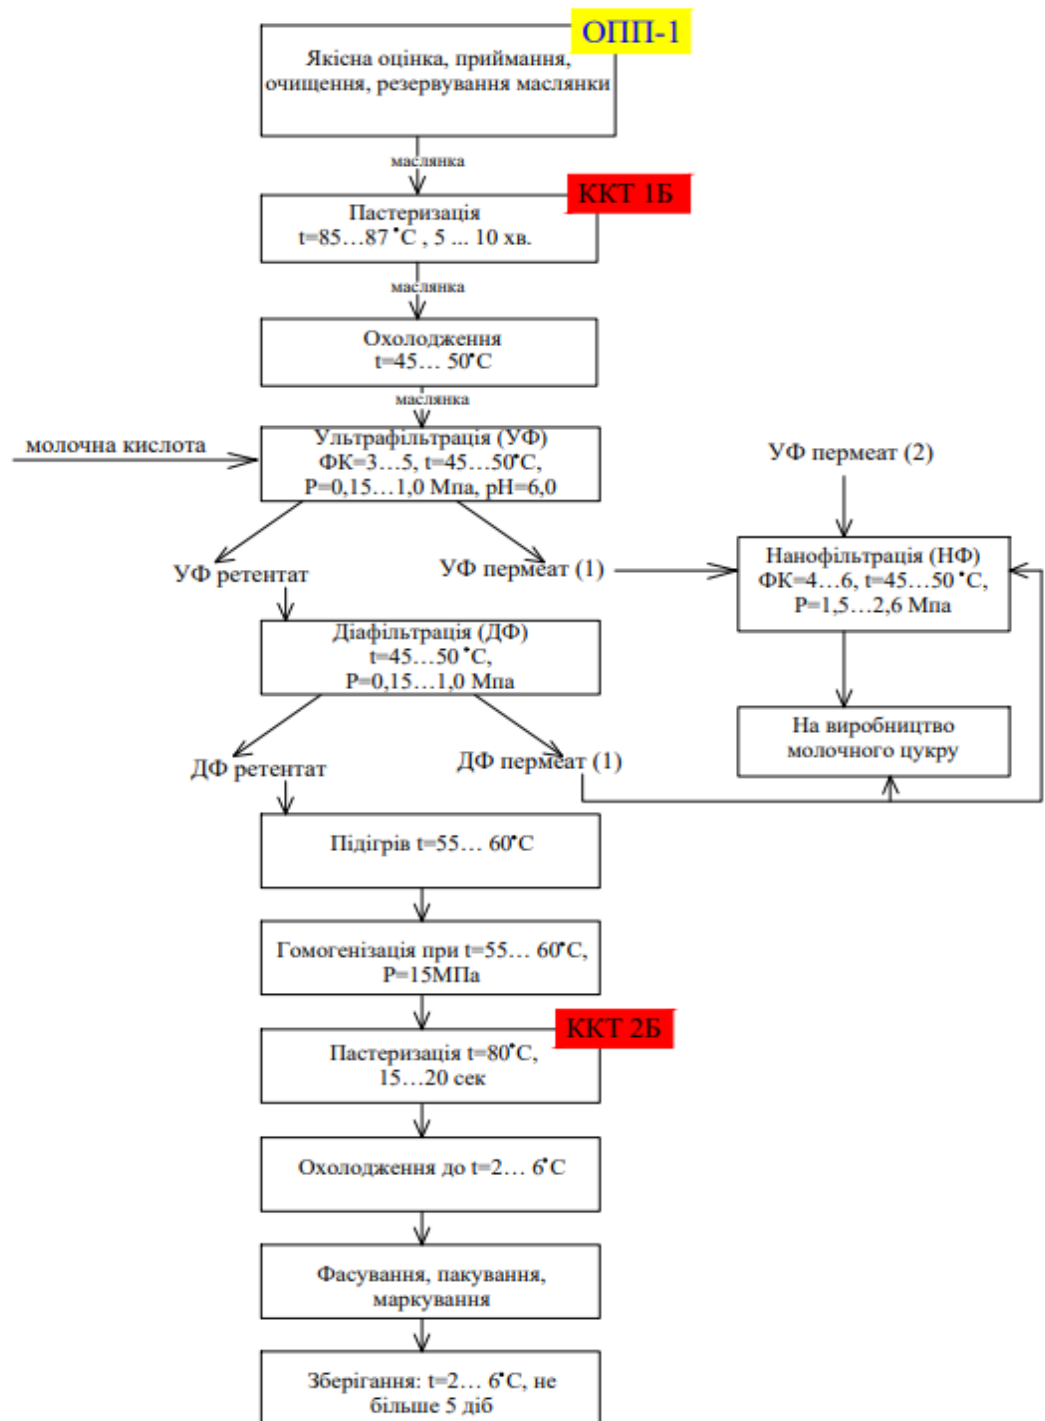 ОПП-1
Якісна оцінка, приймання,
очищення, резервування маслянки
маслянка
ККТ 1Б
Пастеризація
t=85…87 °С , 5 ... 10 хв.
маслянка
Охолодження
t=45… 50°С
маслянка
молочна кислота
Ультрафільтрація (УФ)
ФК=3…5, t=45…50°С,
Р=0,15…1,0 Мпа, рН=6,0
УФ пермеат (2)
УФ ретентат
УФ пермеат (1)
Нанофільтрація (НФ)
ФК=4…6, t=45…50 °С,
Р=1,5…2,6 Мпа
Діафільтрація (ДФ)
t=45…50 °С,
Р=0,15…1,0 Мпа
На виробництво
молочного цукру
ДФ ретентат
ДФ пермеат (1)
Підігрів t=55… 60°С
Гомогенізація при t=55… 60°С,
Р=15МПа
ККТ 2Б
Пастеризація t=80°С,
15…20 сек
Охолодження до t=2… 6°С
Фасування, пакування,
маркування
Зберігання: t=2… 6°С, не
більше 5 діб